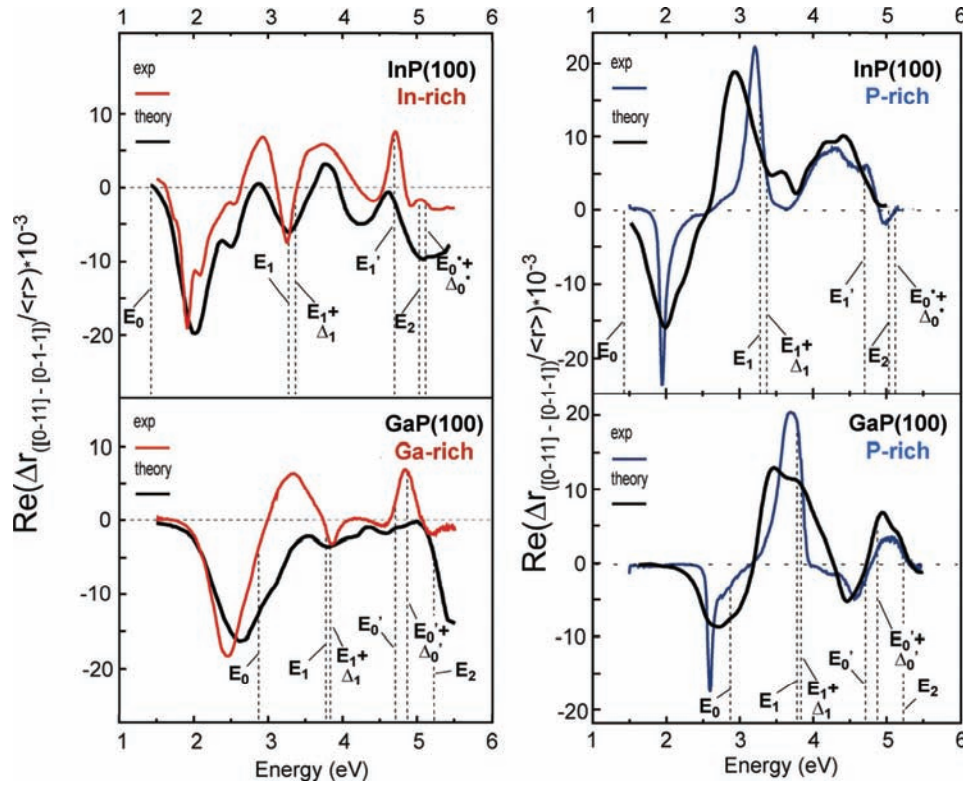 1 2 3 4 5 6
exp
theory
InP(100)
In-rich
10
0
-10
-20
E0
E1
E1+
Δ1
E1'
E2
E0'+
Δ0'
Re(Δr([0-11] - [0-1-1])/<r>)*10-3
exp
theory
GaP(100)
Ga-rich
10
0
-10
-20
E0
E1
E1+
Δ1
E0'
E0'+
Δ0'
E2
1 2 3 4 5 6
Energy (eV)
1 2 3 4 5 6
exp
theory
InP(100)
P-rich
20
10
0
-10
-20
E0
E1
E1+
Δ1
E1'
E2
E0'+
Δ0'
Re(Δr([0-11] - [0-1-1])/<r>)*10-3
exp
theory
GaP(100)
P-rich
20
10
0
-10
-20
E0
E1
E1+
Δ1
E0'
E0'+
Δ0'
E2
1 2 3 4 5 6
Energy (eV)